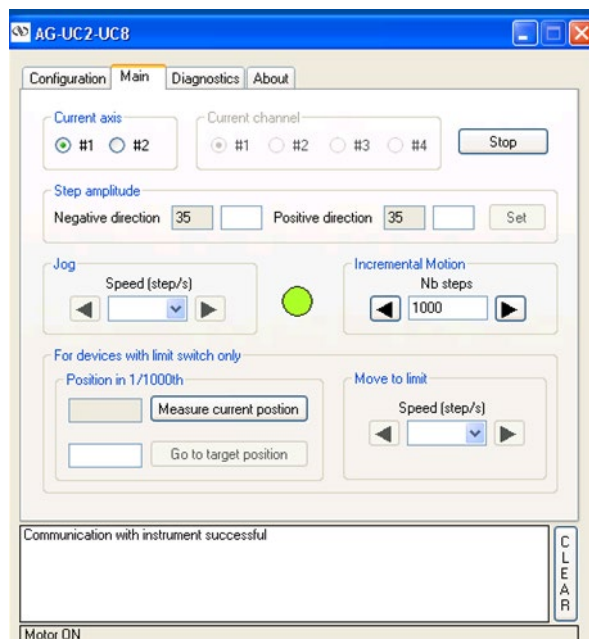 AG-UC2-UC8
Configuration Main Diagnostics About
Current axis Current channel
#1 #2 #1 #2 #3 #4 Stop
Step amplitude
Negative direction 35 Positive direction 35 Set
Jog Incremental Motion
Speed (step/s) Nb steps
1000
For devices with limit switch only
Position in 1/1000th Move to limit
Measure current postion Speed (step/s)
Go to target position
Communication with instrument successful
CLEAR
Motor ON